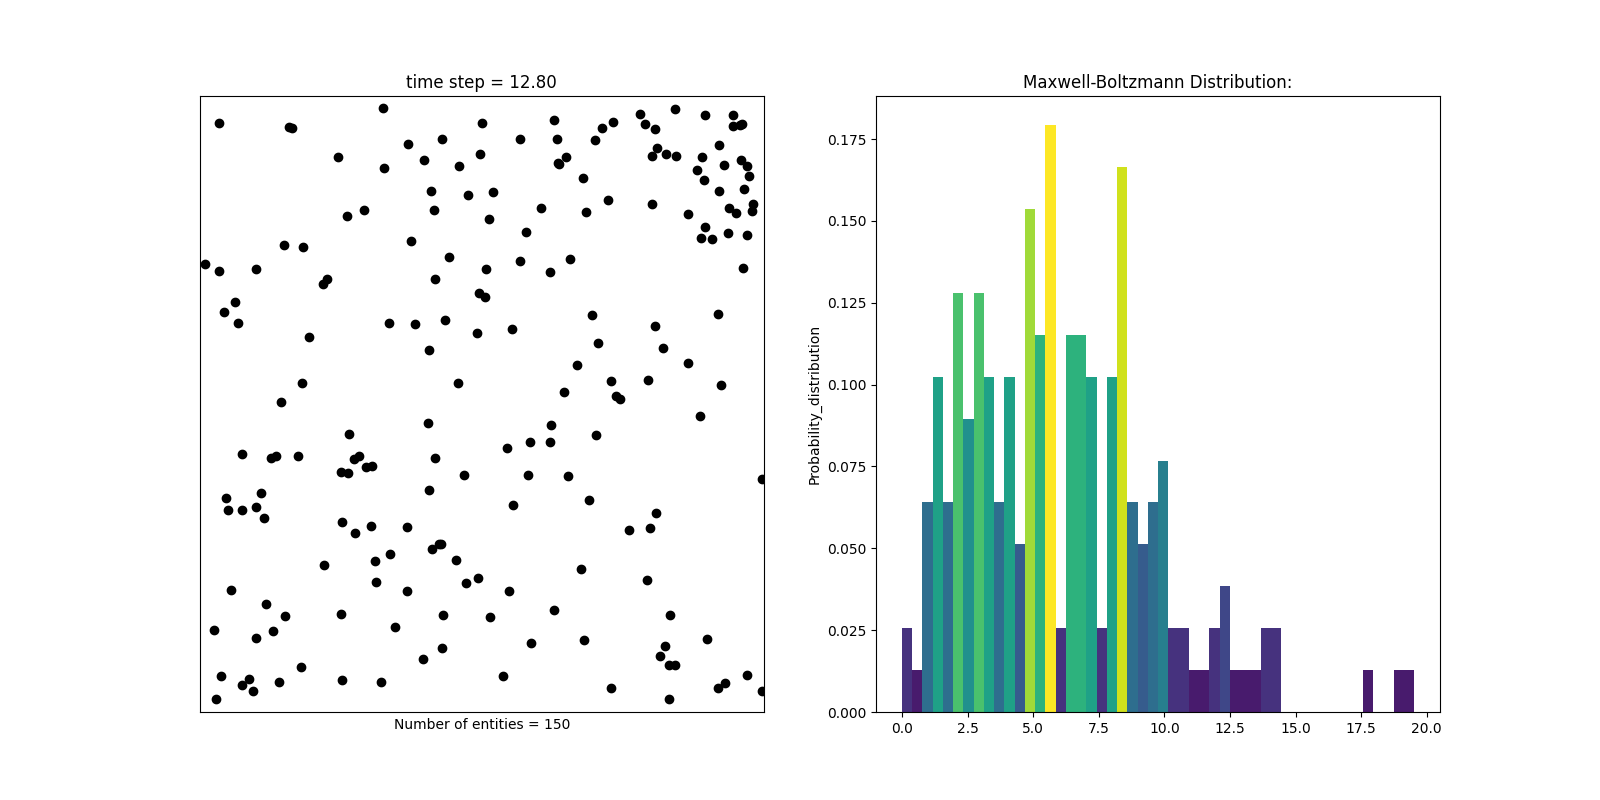 time step = 12.80
Number of entities = 150
Maxwell-Boltzmann Distribution:
Probability_distribution
0.175
0.150
0.125
0.100
0.075
0.050
0.025
0.000
0.0 2.5 5.0 7.5 10.0 12.5 15.0 17.5 20.0